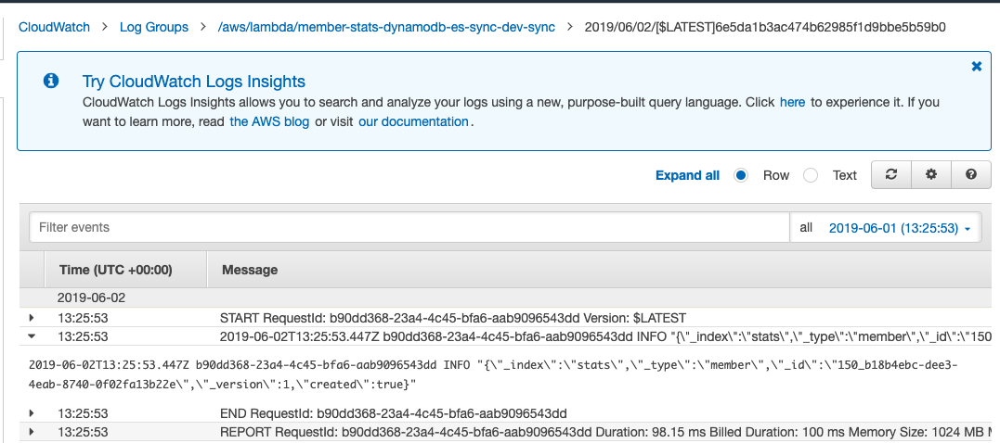 CloudWatch > Log Groups > /aws/lambda/member-stats-dynamodb-es-sync-dev-sync > 2019/06/02/[$LATEST]6e5da1b3ac474b62985f1d9bbe5b59b0
Try CloudWatch Logs Insights
CloudWatch Logs Insights allows you to search and analyze your logs using a new, purpose-built query language. Click here to experience it. If you
want to learn more, read the AWS blog or visit our documentation.
Expand all Row Text
Filter events all 2019-06-01 (13:25:53)
Time (UTC +00:00) Message
2019-06-02
13:25:53 START RequestId: b90dd368-23a4-4c45-bfa6-aab9096543dd Version: $LATEST
13:25:53 2019-06-02T13:25:53.447Z b90dd368-23a4-4c45-bfa6-aab9096543dd INFO "{\"_index\":\"stats\",\"_type\":\"member\",\"_id\":\"150
2019-06-02T13:25:53.447Z b90dd368-23a4-4c45-bfa6-aab9096543dd INFO "{\"_index\":\"stats\",\"_type\":\"member\",\"_id\":\"150_b18b4ebc-dee3-
4eab-8740-0f02fa13b22e\",\"_version\":1,\"created\":true}"
13:25:53 END RequestId: b90dd368-23a4-4c45-bfa6-aab9096543dd
13:25:53 REPORT RequestId: b90dd368-23a4-4c45-bfa6-aab9096543dd Duration: 98.15 ms Billed Duration: 100 ms Memory Size: 1024 MB M